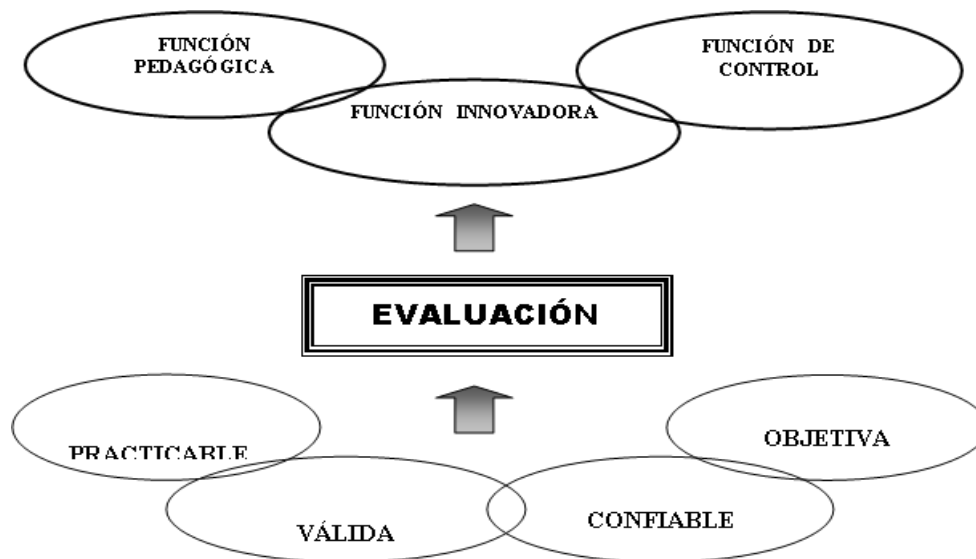 FUNCIÓN
PEDAGÓGICA
FUNCIÓN DE
CONTROL
FUNCIÓN INNOVADORA
EVALUACIÓN
PRACTICABLE
OBJETIVA
VÁLIDA
CONFIABLE